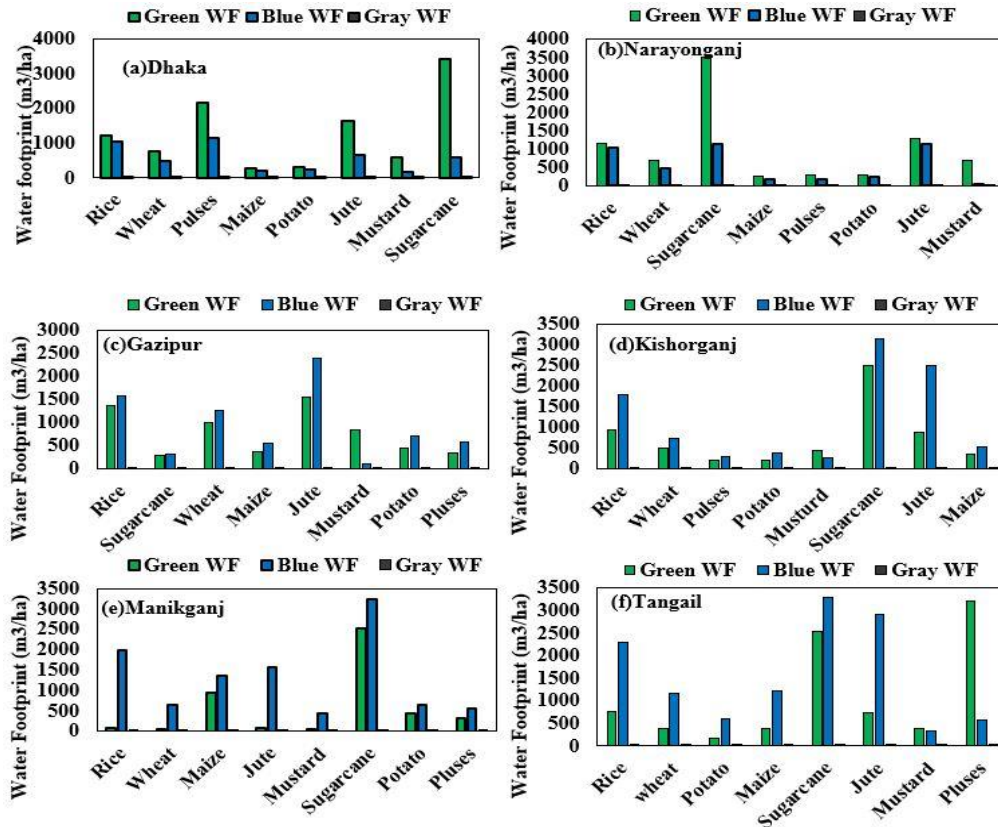 Green WF Blue WF Gray WF
(a)Dhaka
Water footprint (m3/ha)
4000
3000
2000
1000
0
Rice Wheat Pulses Maize Potato Jute Mustard Sugarcane
Green WF Blue WF Gray WF
(b)Narayonganj
Water Footprint (m3/ha)
4000
3500
3000
2500
2000
1500
1000
500
0
Rice Wheat Sugarcane Maize Pulses Potato Jute Mustard
Green WF Blue WF Gray WF
(c)Gazipur
Water Footprint (m3/ha)
3000
2500
2000
1500
1000
500
0
Rice Sugarcane Wheat Maize Jute Mustard Potato Pluses
Green WF Blue WF Gray WF
(d)Kishorganj
Water Footprint (m3/ha)
3500
3000
2500
2000
1500
1000
500
0
Rice Wheat Pulses Potato Musturd Sugarcane Jute Maize
Green WF Blue WF Gray WF
(e)Manikganj
Water Footprint (m3/ha)
3500
3000
2500
2000
1500
1000
500
0
Rice Wheat Maize Jute Mustard Sugarcane Potato Pluses
Green WF Blue WF Gray WF
(f)Tangail
Water Footprint (m3/ha)
3500
3000
2500
2000
1500
1000
500
0
Rice wheat Potato Maize Sugarcane Jute Mustard Pluses